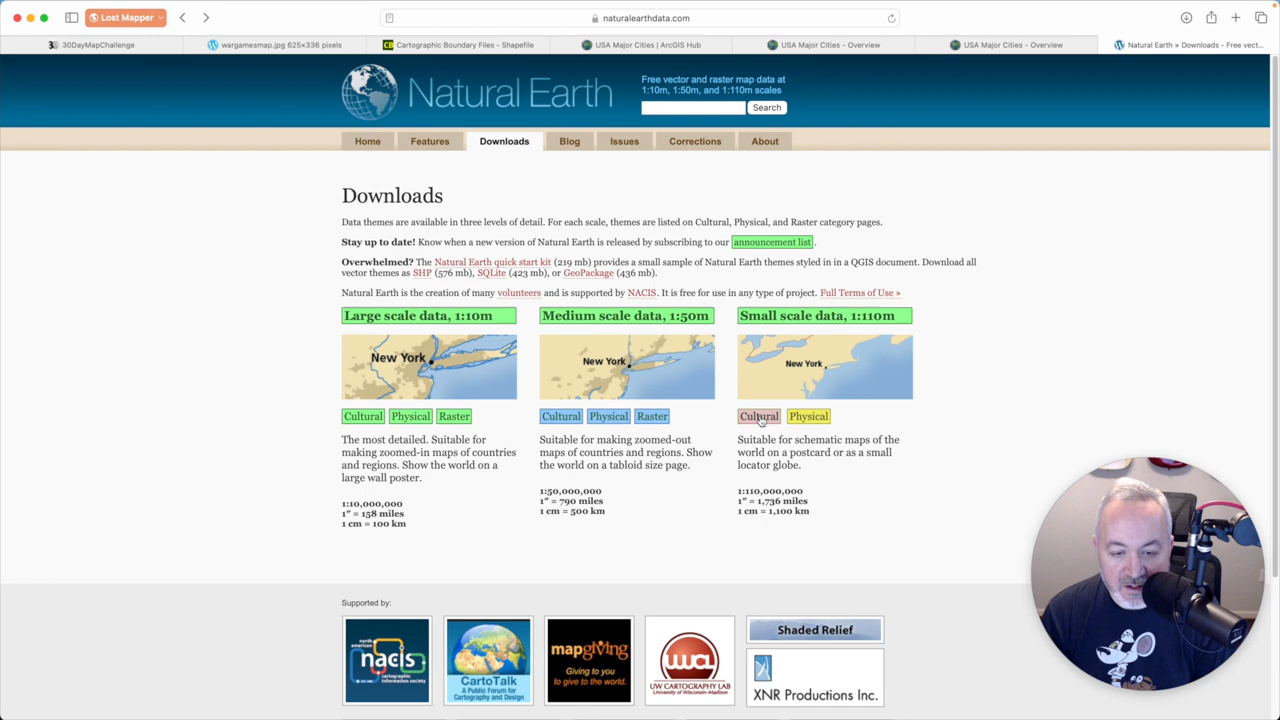 Lost Mapper
naturalearthdata.com
30DayMapChallenge
wargamesmap.jpg 625×336 pixels
Cartographic Boundary Files - Shapefile
USA Major Cities | ArcGIS Hub
USA Major Cities - Overview
USA Major Cities - Overview
Natural Earth » Downloads - Free vect...
Natural Earth
Free vector and raster map data at
1:10m, 1:50m, and 1:110m scales
Search
Home
Features
Downloads
Blog
Issues
Corrections
About
Downloads
Data themes are available in three levels of detail. For each scale, themes are listed on Cultural, Physical, and Raster category pages.
Stay up to date! Know when a new version of Natural Earth is released by subscribing to our announcement list.
Overwhelmed? The Natural Earth quick start kit (219 mb) provides a small sample of Natural Earth themes styled in in a QGIS document. Download all
vector themes as SHP (576 mb), SQLite (423 mb), or GeoPackage (436 mb).
Natural Earth is the creation of many volunteers and is supported by NACIS. It is free for use in any type of project. Full Terms of Use »
Large scale data, 1:10m
New York
Cultural Physical Raster
The most detailed. Suitable for
making zoomed-in maps of countries
and regions. Show the world on a
large wall poster.
1:10,000,000
1″ = 158 miles
1 cm = 100 km
Medium scale data, 1:50m
New York
Cultural Physical Raster
Suitable for making zoomed-out
maps of countries and regions. Show
the world on a tabloid size page.
1:50,000,000
1″ = 790 miles
1 cm = 500 km
Small scale data, 1:110m
New York
Cultural Physical
Suitable for schematic maps of the
world on a postcard or as a small
locator globe.
1:110,000,000
1″ = 1,736 miles
1 cm = 1,100 km
Supported by:
north
american
nacis
cartographic
information society
CartoTalk
A Public Forum for
Cartography and Design
mapgiving
Giving to you
to give to the world.
UW CARTOGRAPHY LAB
University of Wisconsin–Madison
Shaded Relief
XNR Productions Inc.